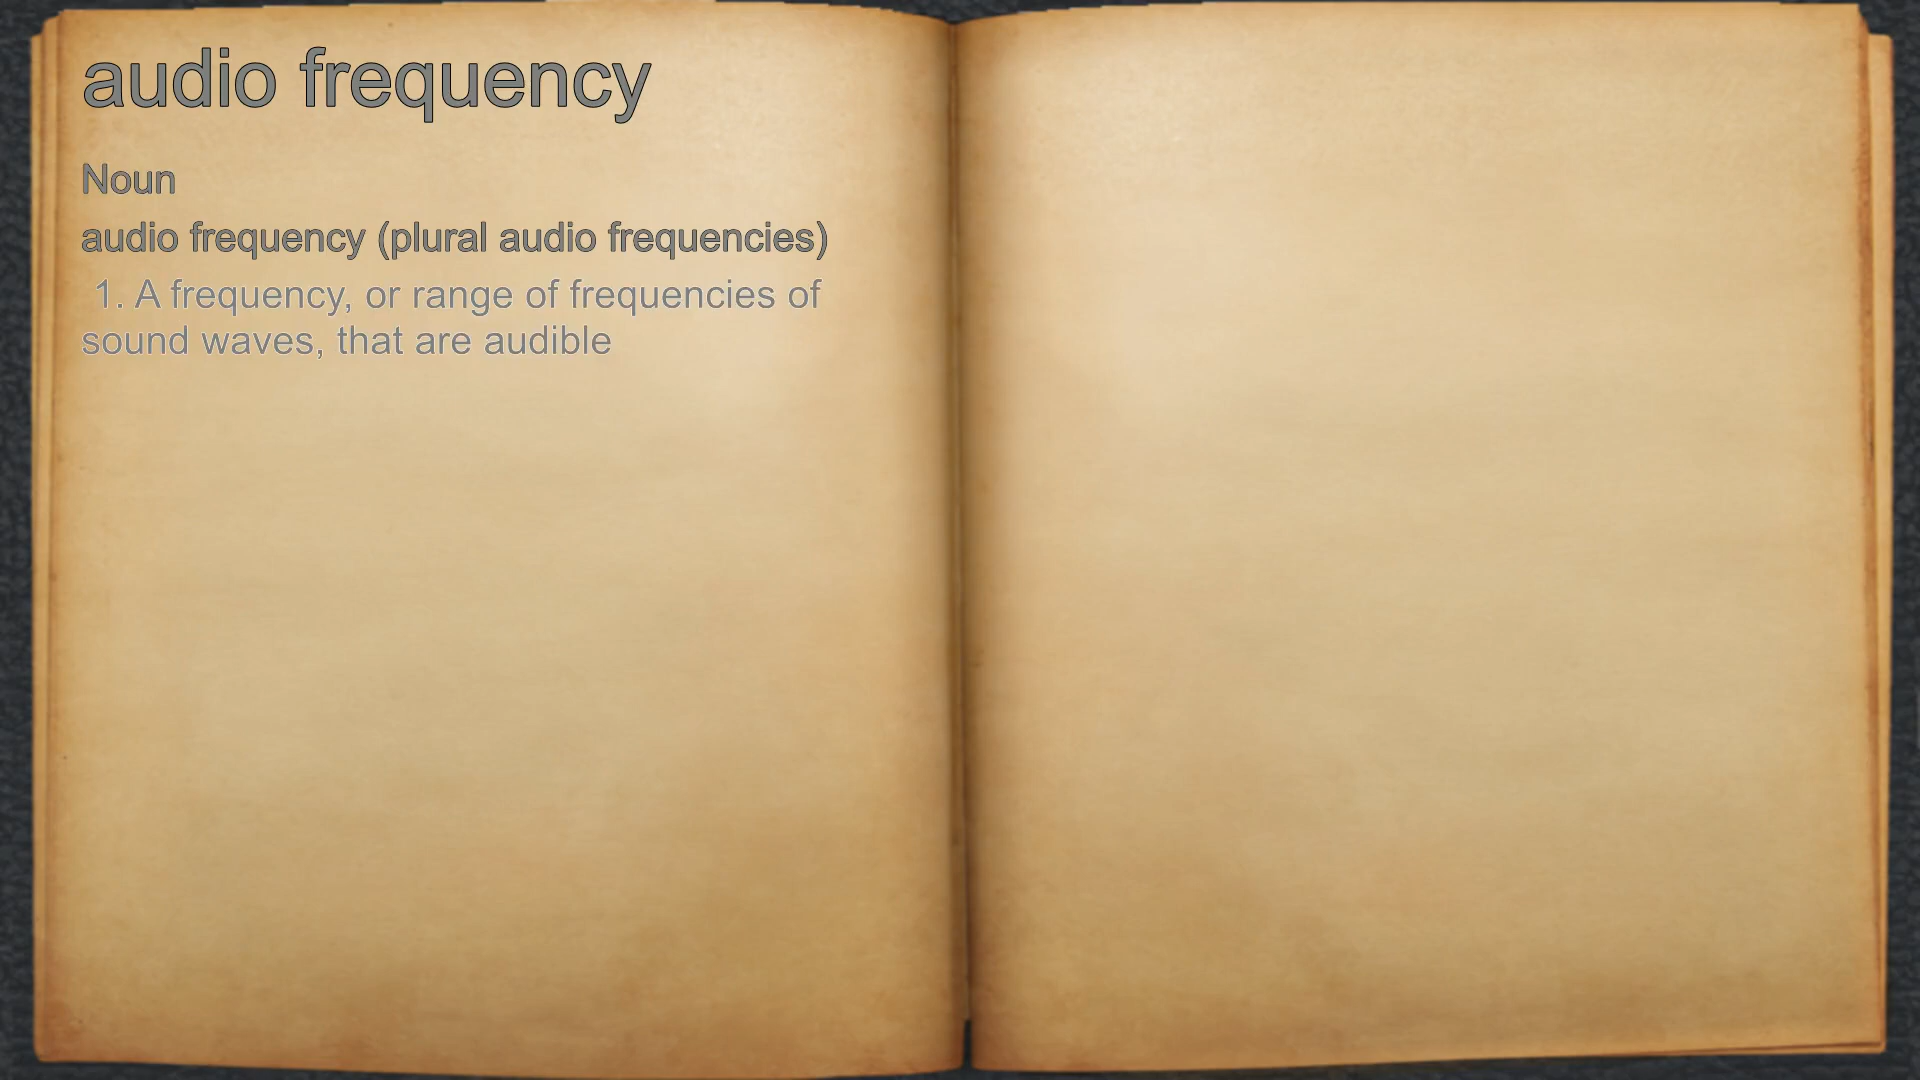 audio frequency
Noun
audio frequency (plural audio frequencies)
1. A frequency, or range of frequencies of
sound waves, that are audible